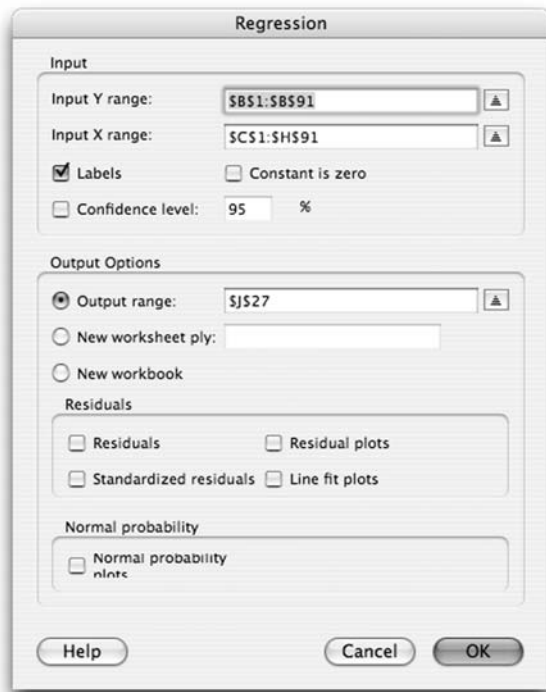 Regression
Input
Input Y range: $B$1:$B$91
Input X range: $C$1:$H$91
Labels Constant is zero
Confidence level: 95 %
Output Options
Output range: $J$27
New worksheet ply:
New workbook
Residuals
Residuals Residual plots
Standardized residuals Line fit plots
Normal probability
Normal probability
plots
Help Cancel OK